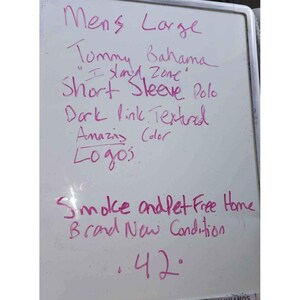 Mens Large
Tommy Bahama
"Island Zone"
Short Sleeve Polo
Dark Pink Textured
Amazing Color
Logos
Smoke and Pet Free Home
Brand New Condition
.42.